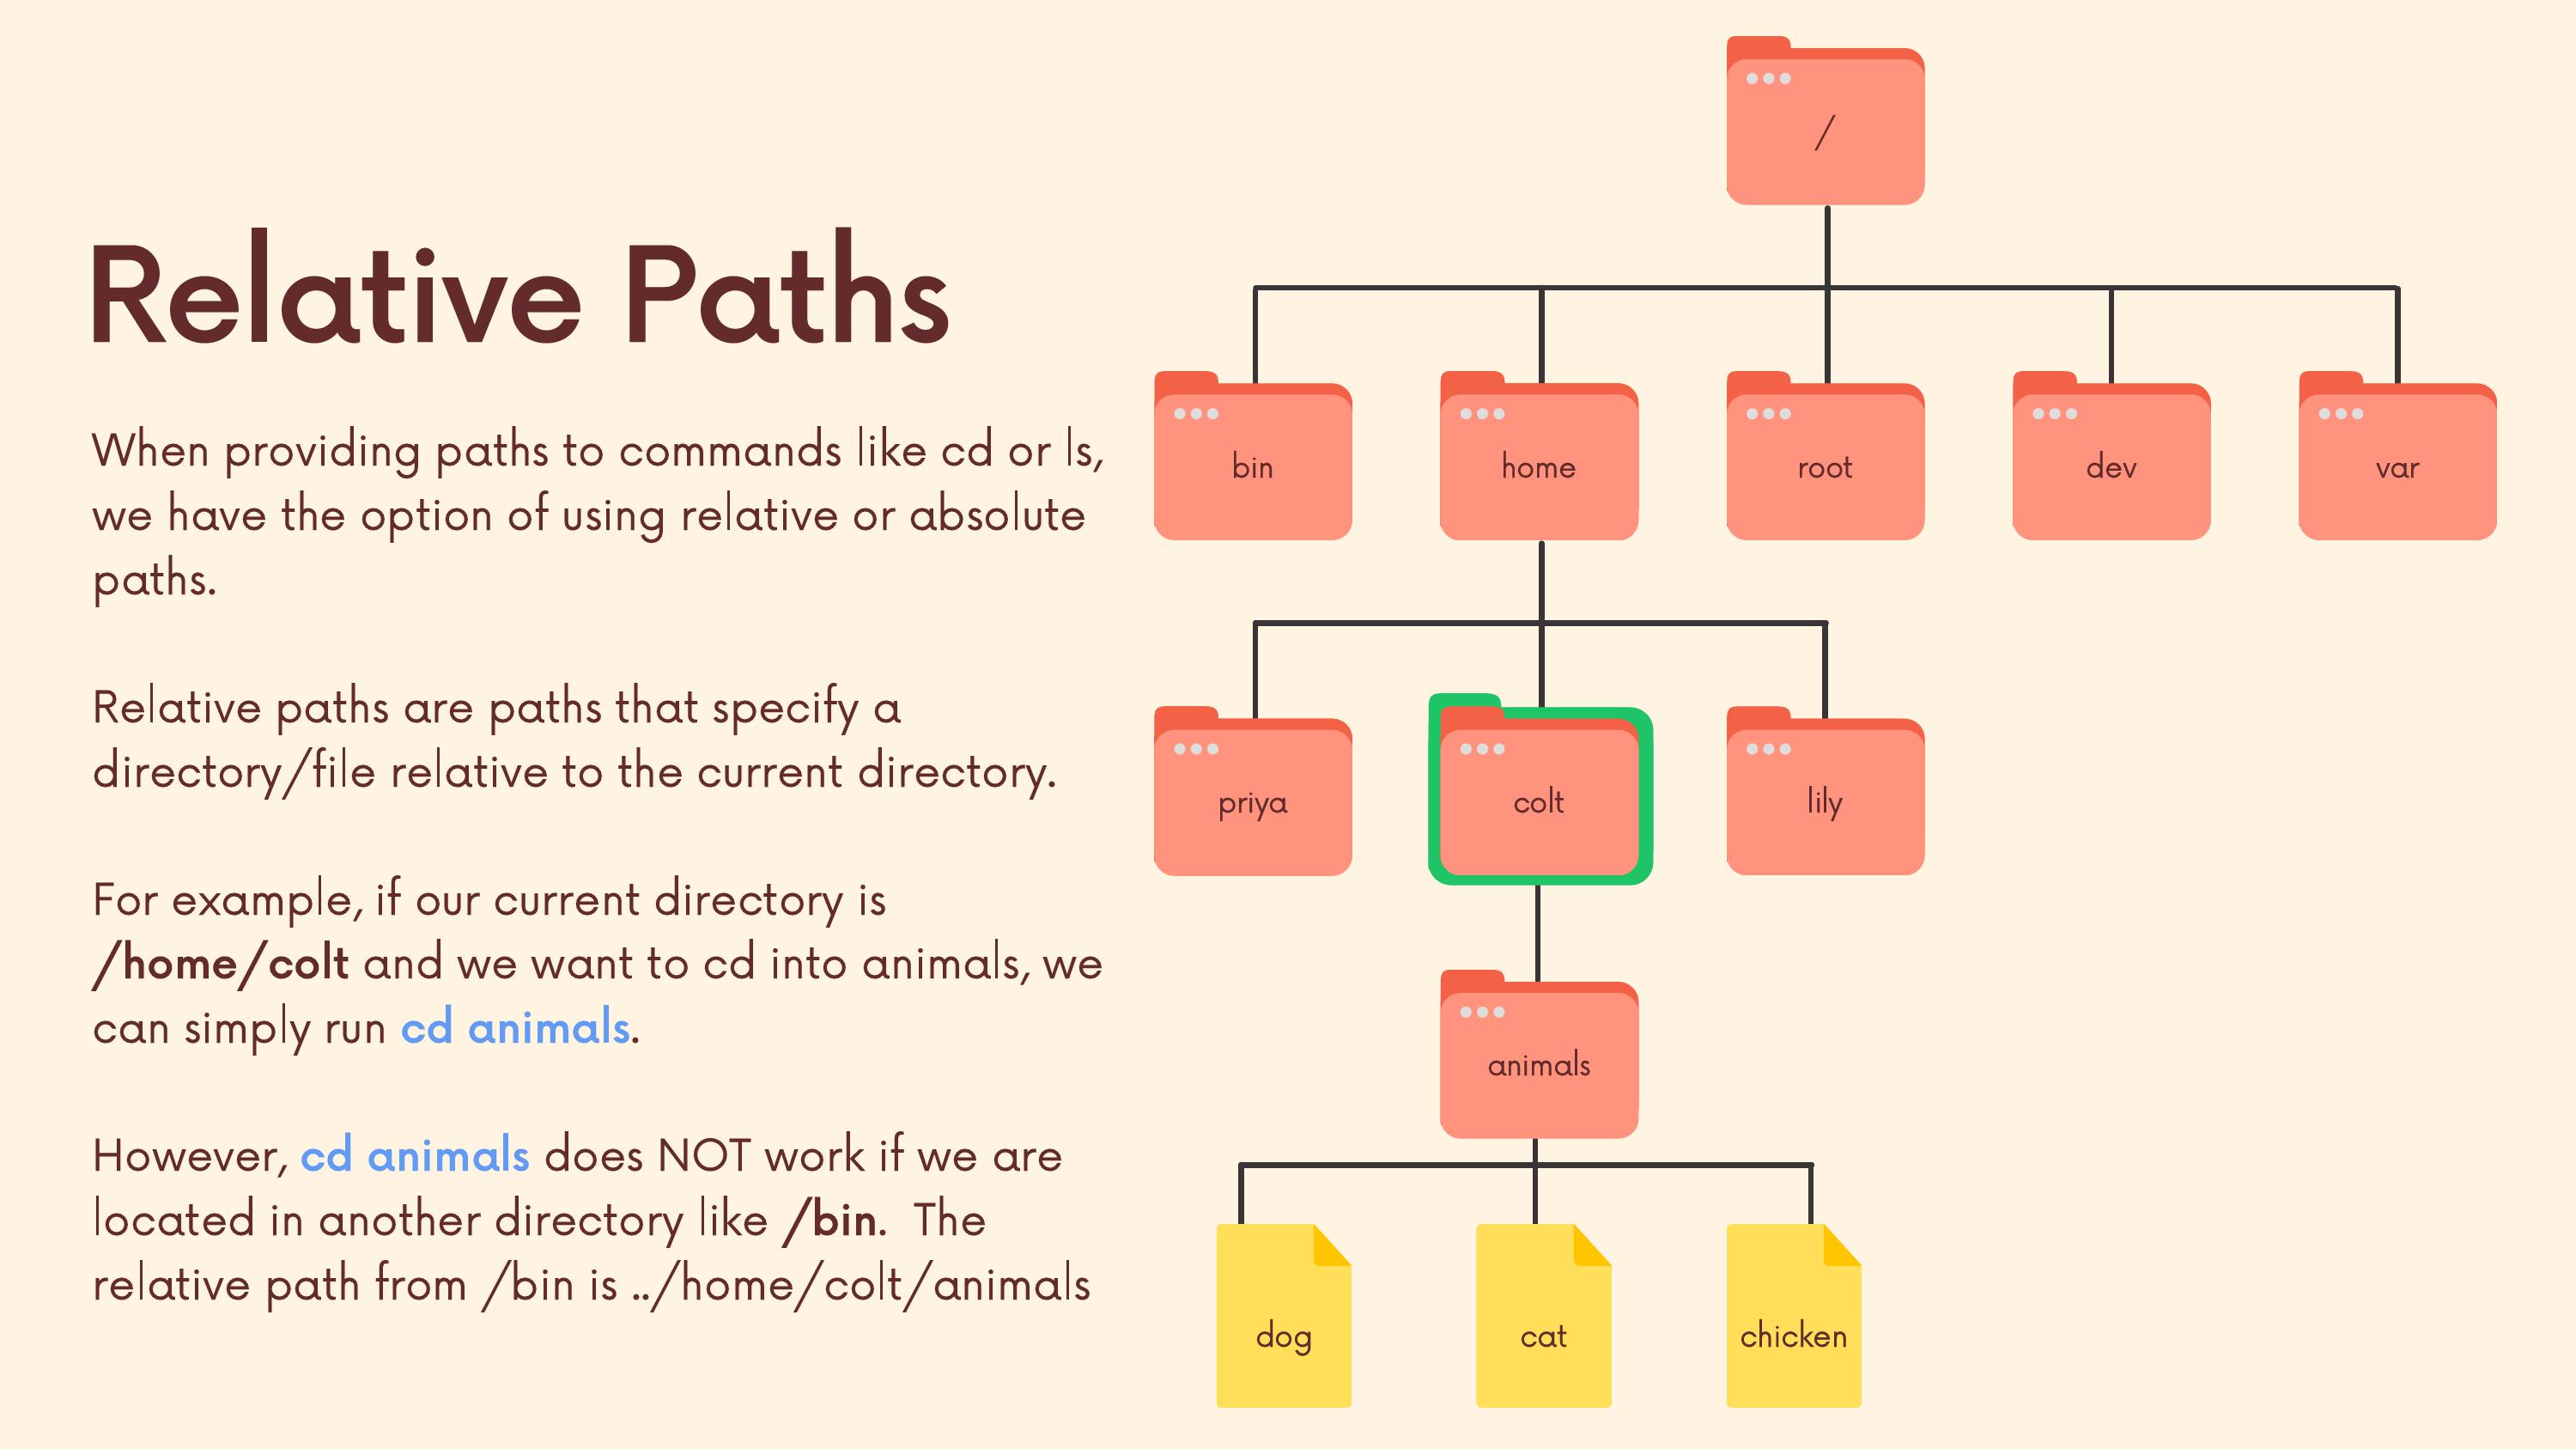 Relative Paths
When providing paths to commands like cd or ls,
we have the option of using relative or absolute
paths.
Relative paths are paths that specify a
directory/file relative to the current directory.
For example, if our current directory is
/home/colt and we want to cd into animals, we
can simply run cd animals.
However, cd animals does NOT work if we are
located in another directory like /bin.  The
relative path from /bin is ../home/colt/animals
/
bin
home
root
dev
var
priya
colt
lily
animals
dog
cat
chicken